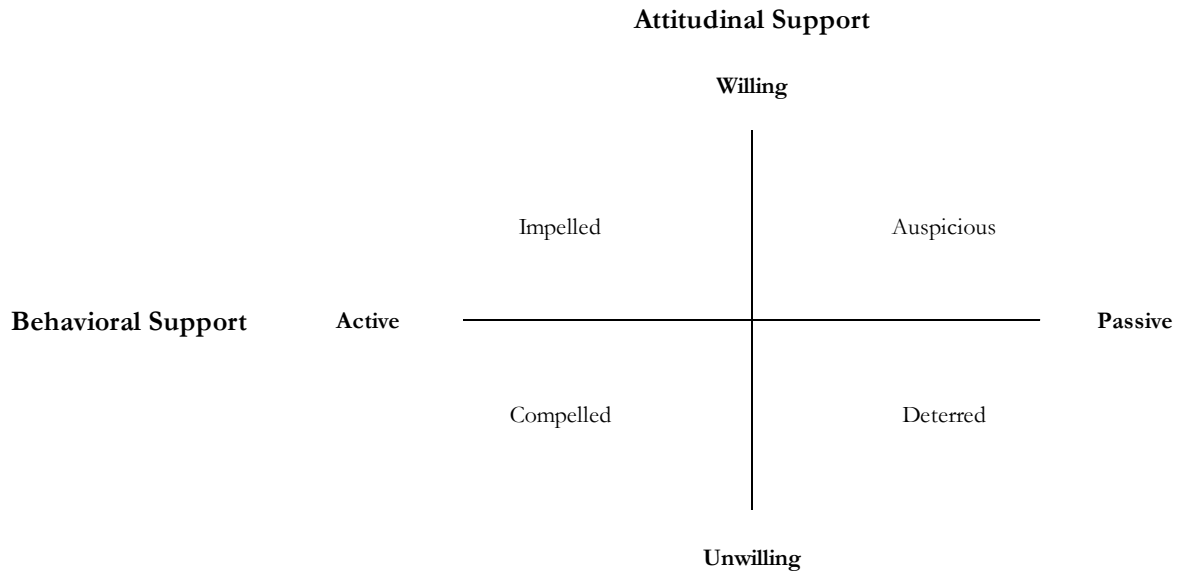 Attitudinal Support
Willing
Impelled Auspicious
Behavioral Support Active Passive
Compelled Deterred
Unwilling